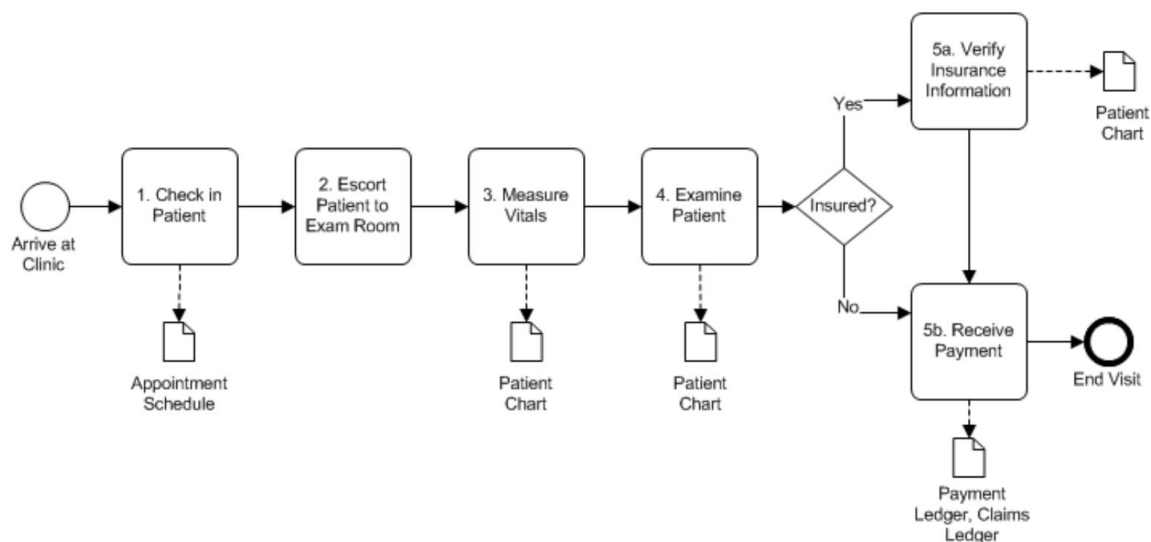 Arrive at
Clinic
1. Check in
Patient
Appointment
Schedule
2. Escort
Patient to
Exam Room
3. Measure
Vitals
Patient
Chart
4. Examine
Patient
Patient
Chart
Insured?
Yes
No
5a. Verify
Insurance
Information
Patient
Chart
5b. Receive
Payment
Payment
Ledger, Claims
Ledger
End Visit